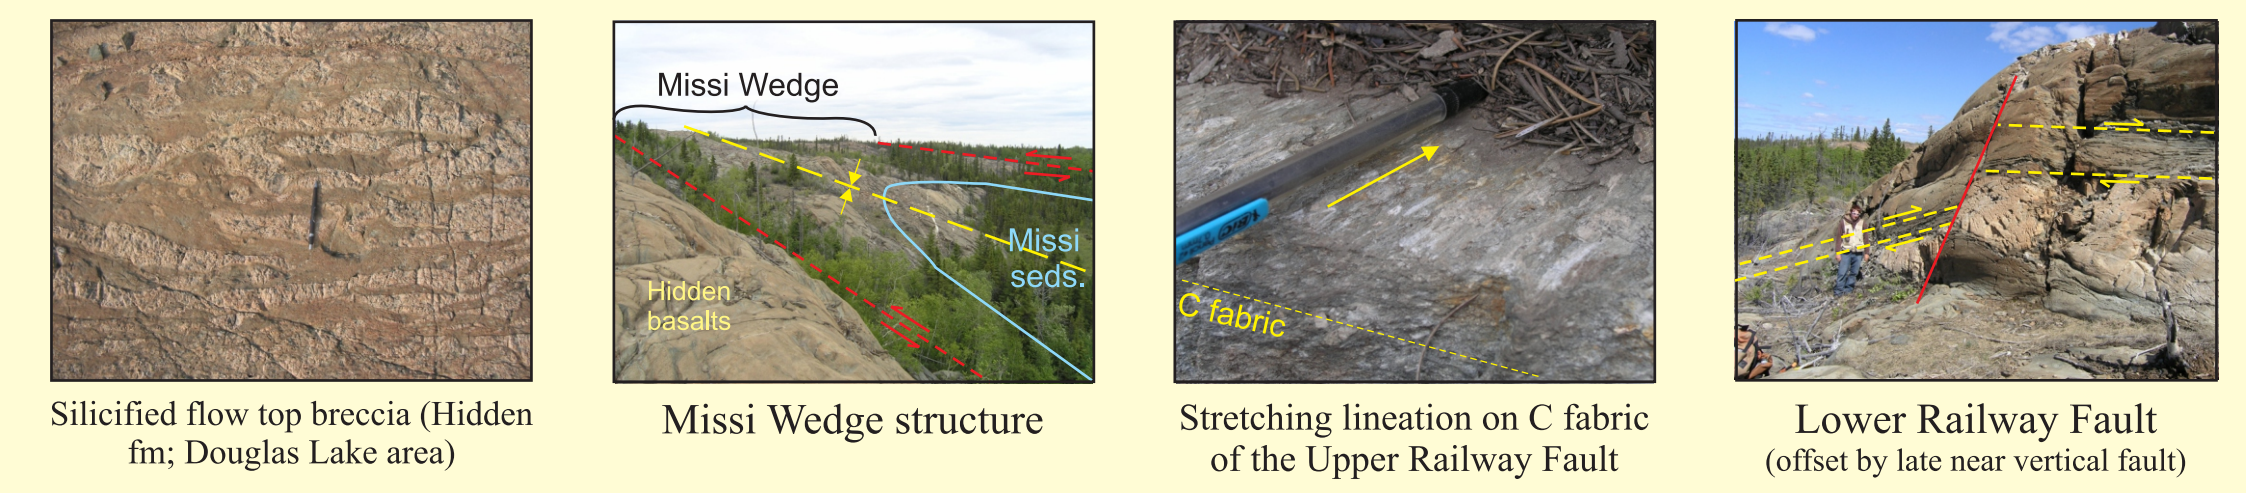 Missi Wedge
Missi
seds.
Hidden
basalts
C fabric
BIC
Silicified flow top breccia (Hidden
fm; Douglas Lake area)
Missi Wedge structure
Stretching lineation on C fabric
of the Upper Railway Fault
Lower Railway Fault
(offset by late near vertical fault)